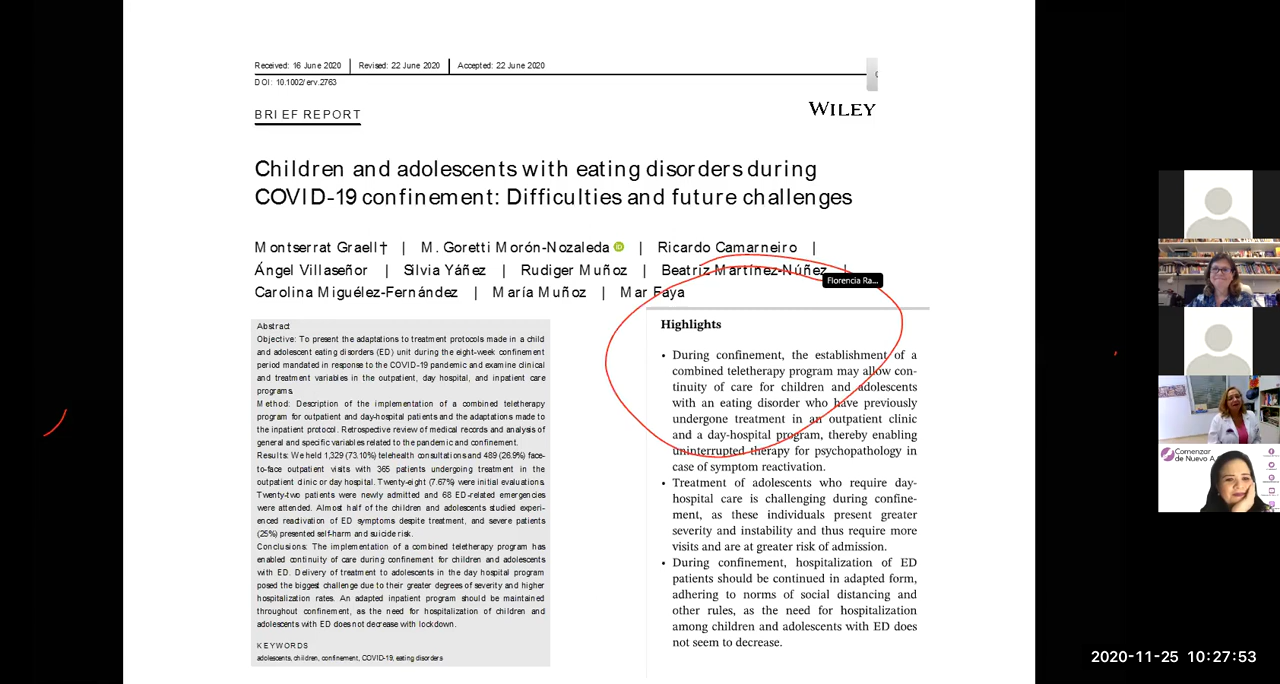 Received: 16 June 2020 | Revised: 22 June 2020 | Accepted: 22 June 2020
DOI: 10.1002/erv.2763
BRIEF REPORT
WILEY
Children and adolescents with eating disorders during
COVID-19 confinement: Difficulties and future challenges
Montserrat Graell† | M. Goretti Morón-Nozaleda | Ricardo Camarneiro |
Ángel Villaseñor | Silvia Yáñez | Rudiger Muñoz | Beatriz Martínez-Núñez |
Carolina Miguélez-Fernández | María Muñoz | Mar Faya
Florencia Ra...
Abstract
Objective: To present the adaptations to treatment protocols made in a child
and adolescent eating disorders (ED) unit during the eight-week confinement
period mandated in response to the COVID-19 pandemic and examine clinical
and treatment variables in the outpatient, day hospital, and inpatient care
programs.
Method: Description of the implementation of a combined teletherapy
program for outpatient and day-hospital patients and the adaptations made to
the inpatient protocol. Retrospective review of medical records and analysis of
general and specific variables related to the pandemic and confinement.
Results: We held 1,329 (73.10%) telehealth consultations and 489 (26.9%) face-
to-face outpatient visits with 365 patients undergoing treatment in the
outpatient clinic or day hospital. Twenty-eight (7.67%) were initial evaluations.
Twenty-two patients were newly admitted and 68 ED-related emergencies
were attended. Almost half of the children and adolescents studied experi-
enced reactivation of ED symptoms despite treatment, and severe patients
(25%) presented self-harm and suicide risk.
Conclusions: The implementation of a combined teletherapy program has
enabled continuity of care during confinement for children and adolescents
with ED. Delivery of treatment to adolescents in the day hospital program
posed the biggest challenge due to their greater degrees of severity and higher
hospitalization rates. An adapted inpatient program should be maintained
throughout confinement, as the need for hospitalization of children and
adolescents with ED does not decrease with lockdown.
KEYWORDS
adolescents, children, confinement, COVID-19, eating disorders
Highlights
• During confinement, the establishment of a
combined teletherapy program may allow con-
tinuity of care for children and adolescents
with an eating disorder who have previously
undergone treatment in an outpatient clinic
and a day-hospital program, thereby enabling
uninterrupted therapy for psychopathology in
case of symptom reactivation.
• Treatment of adolescents who require day-
hospital care is challenging during confine-
ment, as these individuals present greater
severity and instability and thus require more
visits and are at greater risk of admission.
• During confinement, hospitalization of ED
patients should be continued in adapted form,
adhering to norms of social distancing and
other rules, as the need for hospitalization
among children and adolescents with ED does
not seem to decrease.
Comenzar
de Nuevo A.
2020-11-25 10:27:53